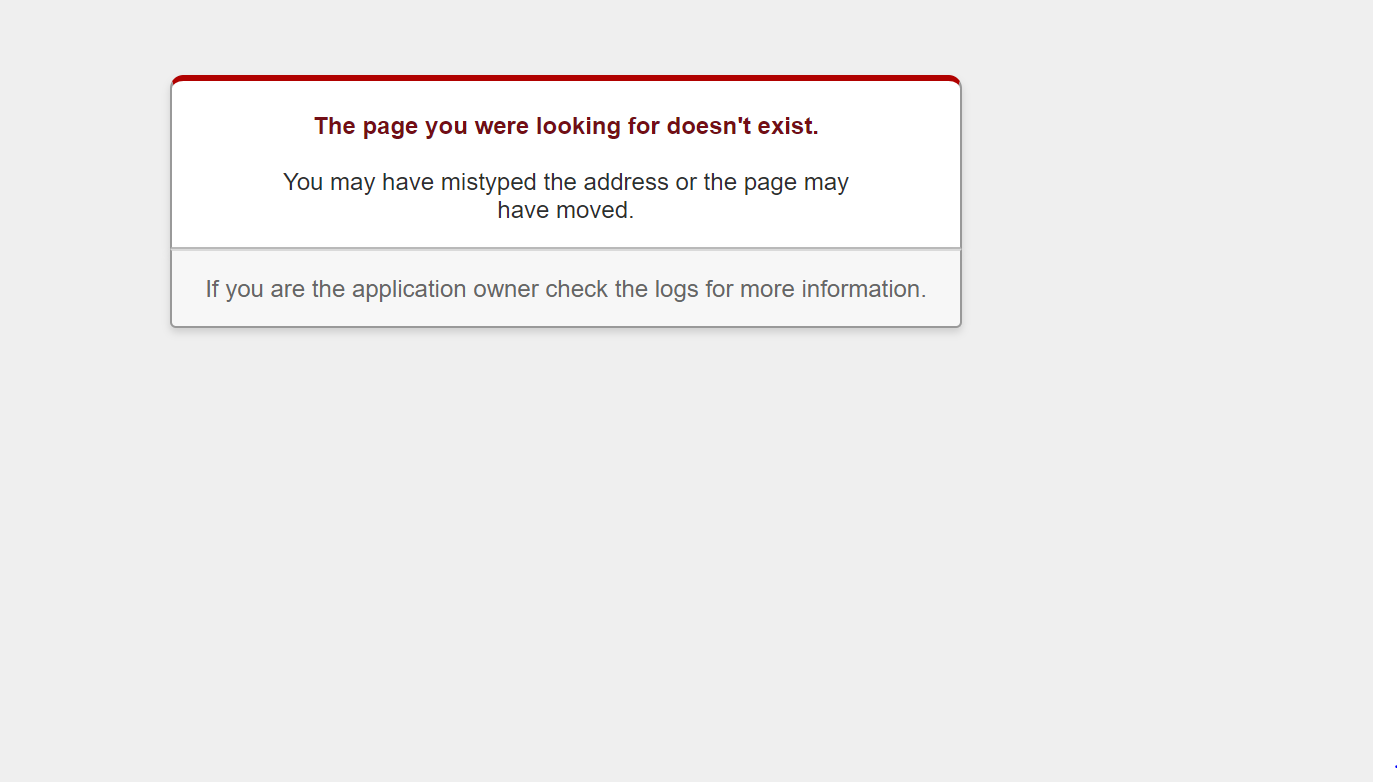 The page you were looking for doesn't exist.
You may have mistyped the address or the page may
have moved.
If you are the application owner check the logs for more information.